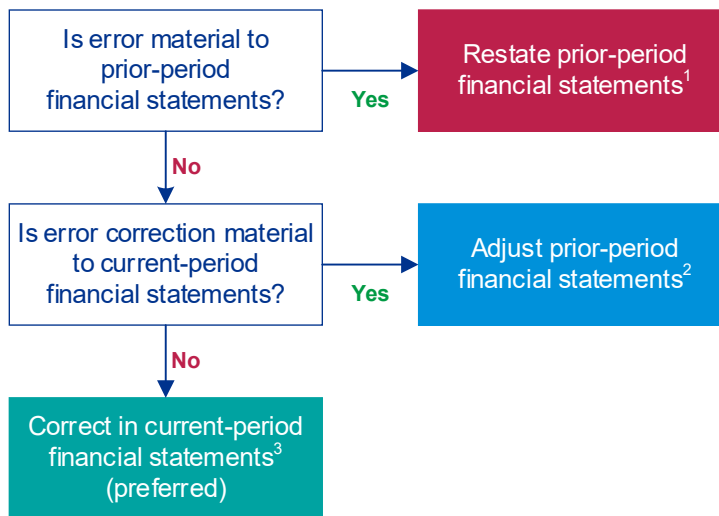 Is error material to
prior-period
financial statements?
Yes
Restate prior-period
financial statements¹
No
Is error correction material
to current-period
financial statements?
Yes
Adjust prior-period
financial statements²
No
Correct in current-period
financial statements³
(preferred)